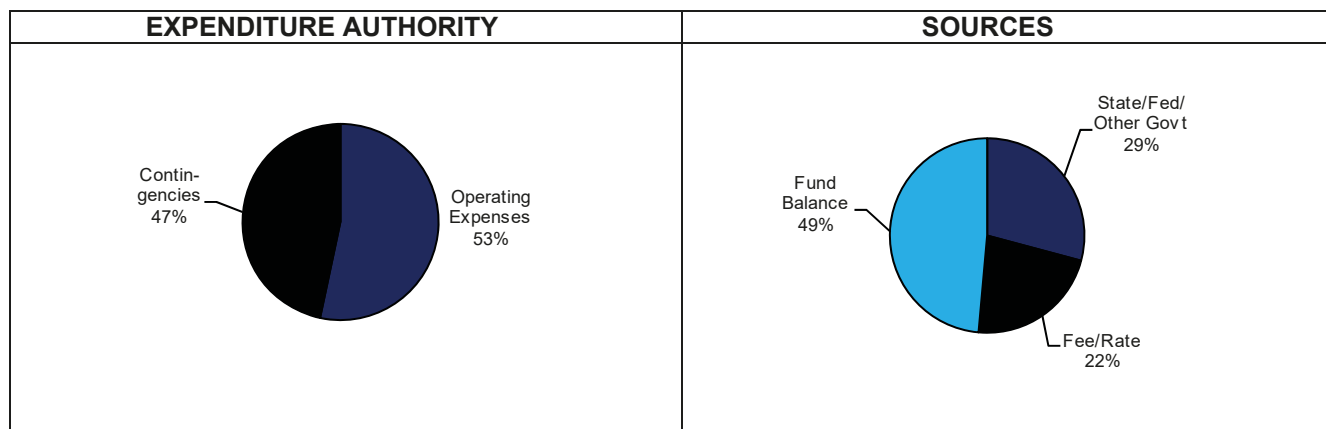 EXPENDITURE AUTHORITY
Contin-
gencies
47%
Operating
Expenses
53%
SOURCES
State/Fed/
Other Govt
29%
Fund
Balance
49%
Fee/Rate
22%